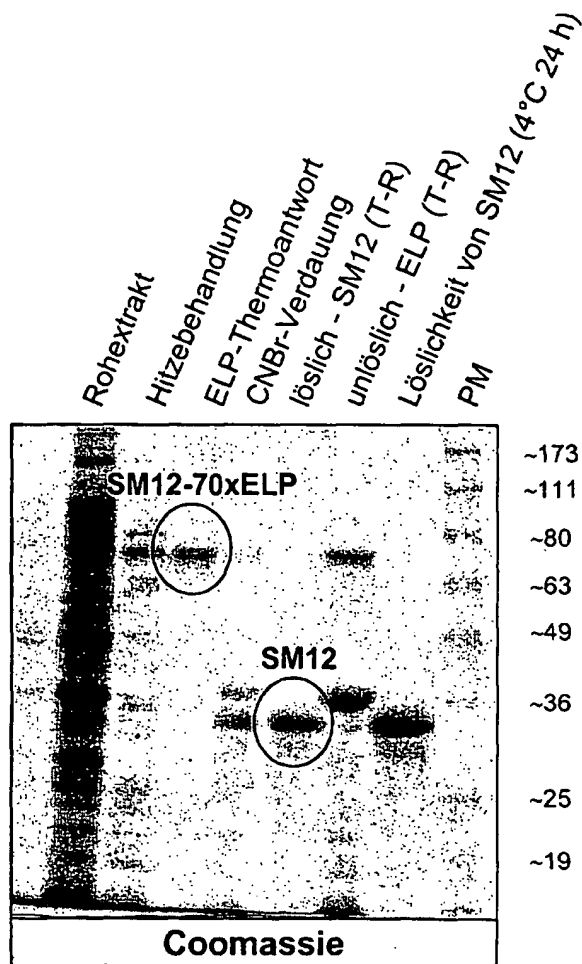 Rohextrakt
Hitzebehandlung
ELP-Thermoantwort
CNBr-Verdauung
löslich - SM12 (T-R)
unlöslich - ELP (T-R)
Löslichkeit von SM12 (4°C 24 h)
PM
~173
~111
SM12-70xELP
~80
~63
~49
SM12
~36
~25
~19
Coomassie